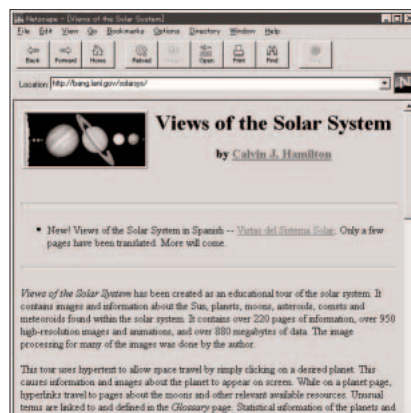 Netscape - [Views of the Solar System]
File Edit View Go Bookmarks Options Directory Window Help
Back Forward Home Reload Open Print Find
Location: http://bang.lanl.gov/solarsys/
N
Views of the Solar System
by Calvin J. Hamilton
New! Views of the Solar System in Spanish -- Vistas del Sistema Solar. Only a few
pages have been translated. More will come.
Views of the Solar System has been created as an educational tour of the solar system. It
contains images and information about the Sun, planets, moons, asteroids, comets and
meteoroids found within the solar system. It contains over 220 pages of information, over 950
high-resolution images and animations, and over 880 megabytes of data. The image
processing for many of the images was done by the author.
This tour uses hypertext to allow space travel by simply clicking on a desired planet. This
causes information and images about the planet to appear on screen. While on a planet page,
hyperlinks travel to pages about the moons and other relevant available resources. Unusual
terms are linked to and defined in the Glossary page. Statistical information of the planets and